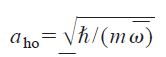 a_ho = √ħ/(m ω̅)